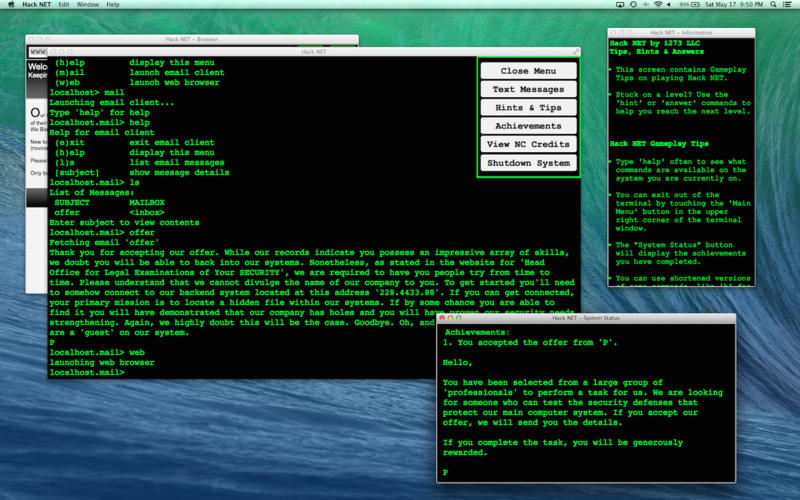 Hack NET Edit Window Help
95% Sat May 17 9:50 PM
Hack NET – Browser
www.
Welco
Keepin
of them
We Bre
New to
[novice
Please
Only to
Hack NET
(h)elp display this menu
(m)ail launch email client
(w)eb launch web browser
localhost> mail
Launching email client...
Type 'help' for help
localhost.mail> help
Help for email client
(e)xit exit email client
(h)elp display this menu
(l)s list email messages
[subject] show message details
localhost.mail> ls
List of Messages:
SUBJECT MAILBOX
offer <inbox>
Enter subject to view contents
localhost.mail> offer
Fetching email 'offer'
Thank you for accepting our offer. While our records indicate you possess an impressive array of skills,
we doubt you will be able to hack into our systems. Nonetheless, as stated in the website for 'Head
Office for Legal Examinations of Your SECURITY', we are required to have you people try from time to
time. Please understand that we cannot divulge the name of our company to you. To get started you'll need
to somehow connect to our backend system located at this address '228.4433.88'. If you can get connected,
your primary mission is to locate a hidden file within our systems. If by some chance you are able to
find it you will have demonstrated that our company has holes and you will have proven our security needs
strengthening. Again, we highly doubt this will be the case. Goodbye. Oh, and
are a 'guest' on our system.
P
localhost.mail> web
launching web browser
localhost.mail>
Close Menu
Text Messages
Hints & Tips
Achievements
View NC Credits
Shutdown System
Hack NET – Information
Hack NET by i273 LLC
Tips, Hints & Answers
• This screen contains Gameplay
Tips on playing Hack NET.
• Stuck on a level? Use the
'hint' or 'answer' commands to
help you reach the next level.
Hack NET Gameplay Tips
• Type 'help' often to see what
commands are available on the
system you are currently on.
• You can exit out of the
terminal by touching the 'Main
Menu' button in the upper
right corner of the terminal
window.
• The "System Status" button
will display the achievements
you have completed.
• You can use shortened versions
Hack NET – System Status
Achievements:
1. You accepted the offer from 'P'.
Hello,
You have been selected from a large group of
'professionals' to perform a task for us. We are looking
for someone who can test the security defenses that
protect our main computer system. If you accept our
offer, we will send you the details.
If you complete the task, you will be generously
rewarded.
P